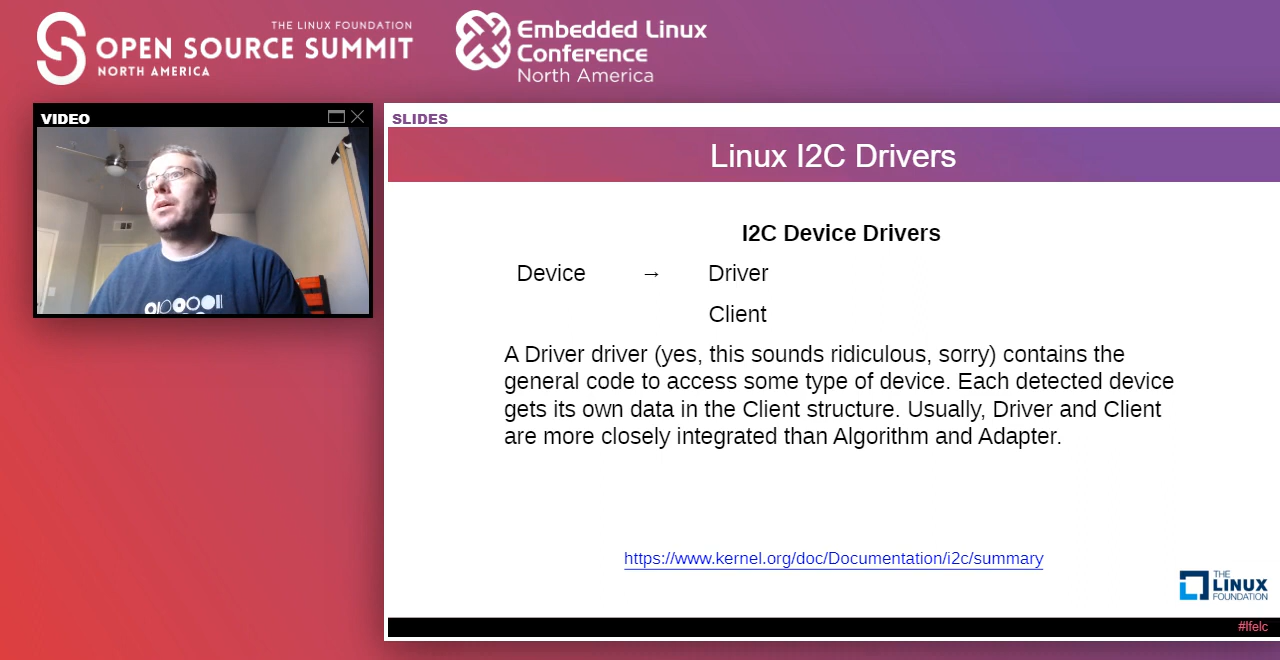 THE LINUX FOUNDATION
OPEN SOURCE SUMMIT
NORTH AMERICA
Embedded Linux
Conference
North America
VIDEO
SLIDES
Linux I2C Drivers
I2C Device Drivers
Device → Driver
Client
A Driver driver (yes, this sounds ridiculous, sorry) contains the
general code to access some type of device. Each detected device
gets its own data in the Client structure. Usually, Driver and Client
are more closely integrated than Algorithm and Adapter.
https://www.kernel.org/doc/Documentation/i2c/summary
THE
LINUX
FOUNDATION
#lfelc